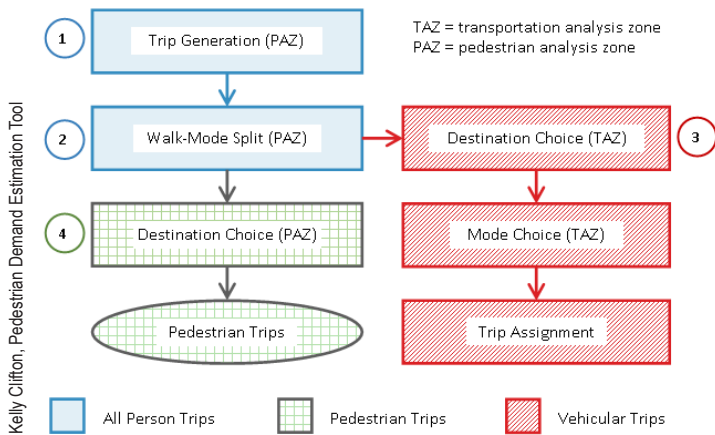 1
Trip Generation (PAZ)
TAZ = transportation analysis zone
PAZ = pedestrian analysis zone
2
Walk-Mode Split (PAZ)
Destination Choice (TAZ)
3
4
Destination Choice (PAZ)
Mode Choice (TAZ)
Pedestrian Trips
Trip Assignment
All Person Trips
Pedestrian Trips
Vehicular Trips
Kelly Clifton, Pedestrian Demand Estimation Tool